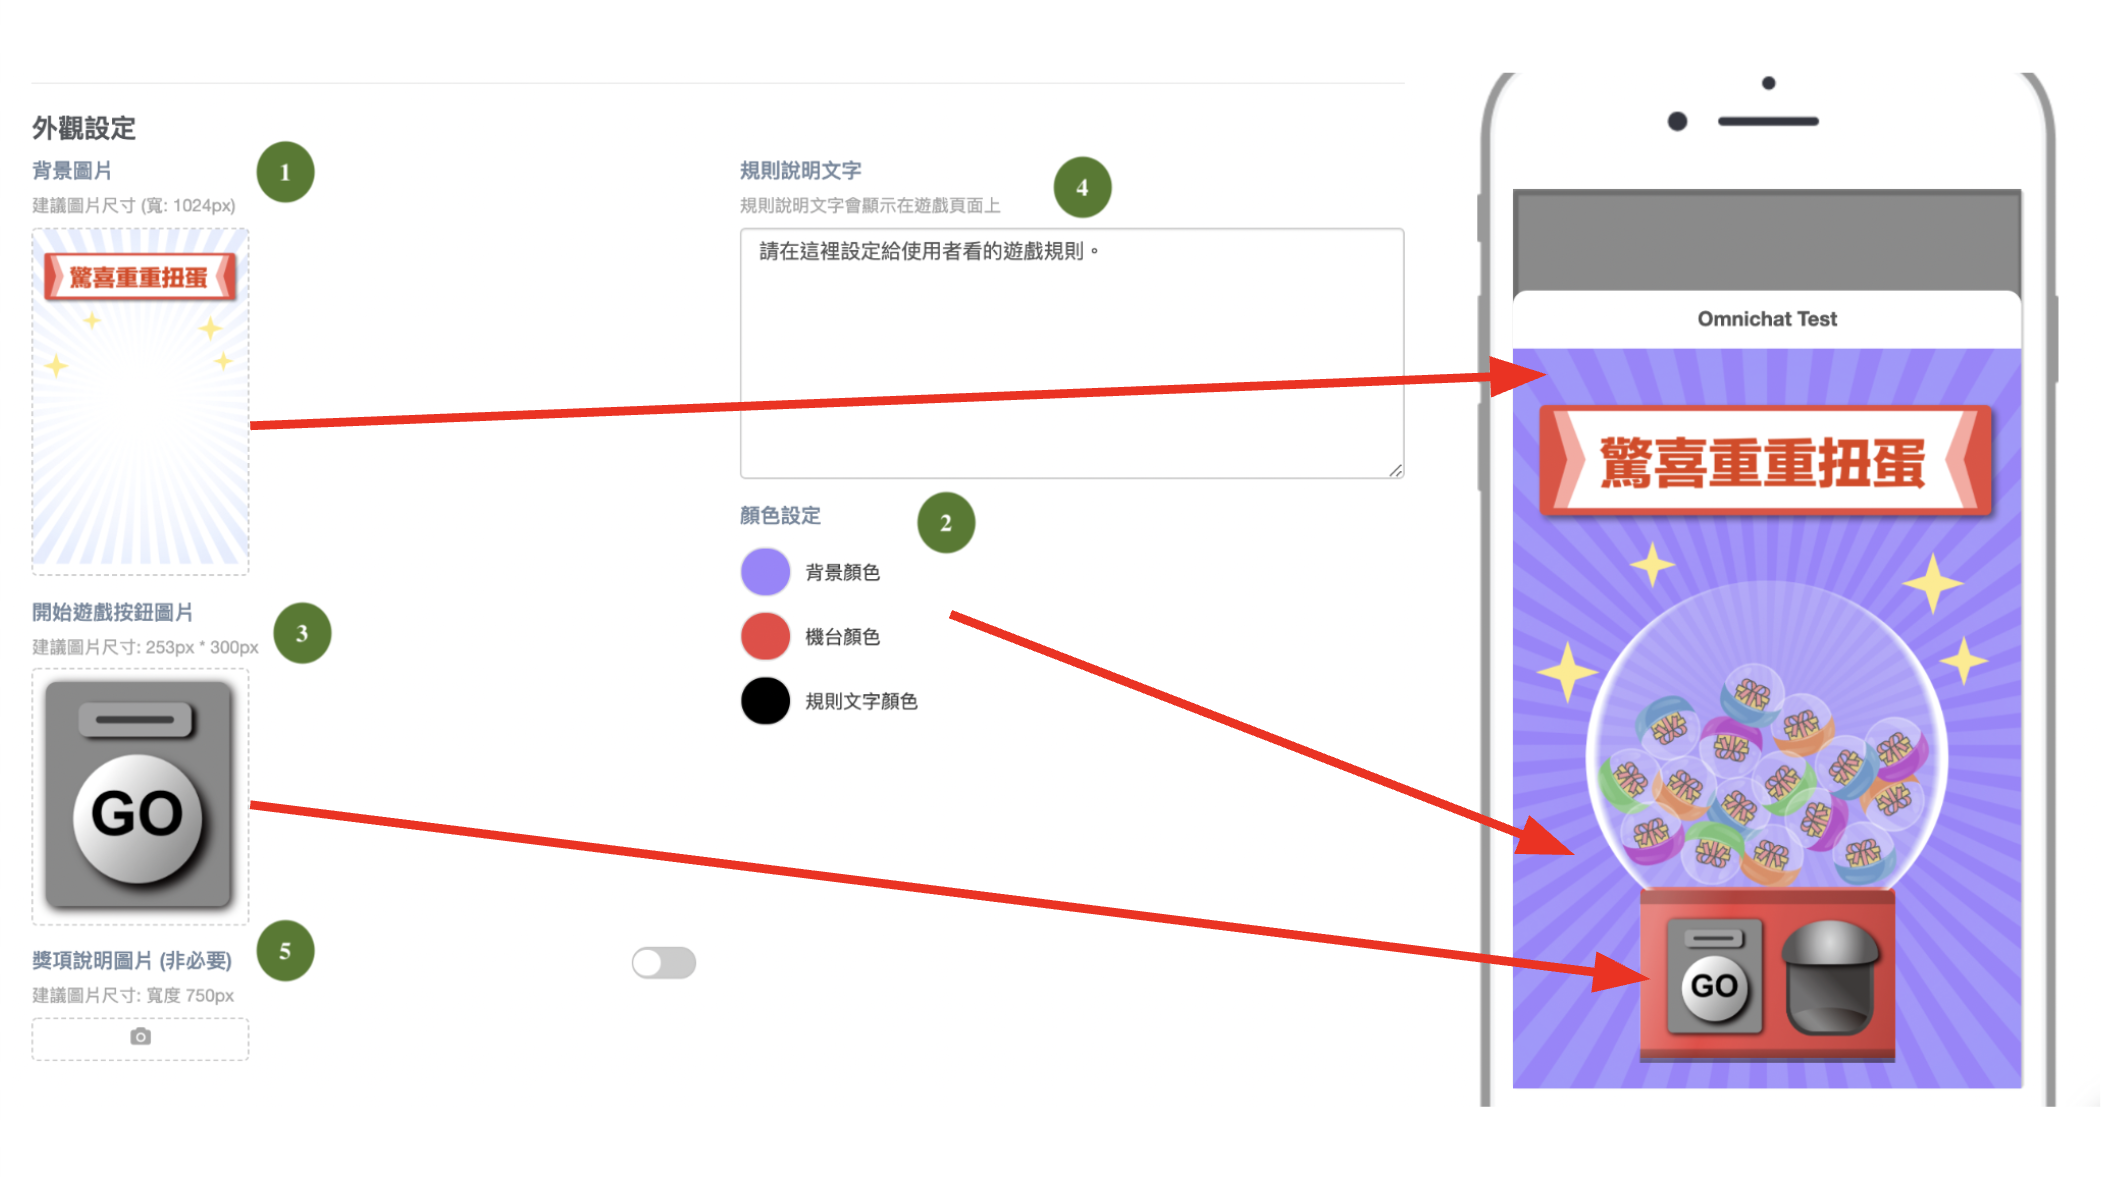 外觀設定
背景圖片
1
建議圖片尺寸 (寬: 1024px)
驚喜重重扭蛋
開始遊戲按鈕圖片
3
建議圖片尺寸: 253px * 300px
GO
獎項說明圖片 (非必要)
5
建議圖片尺寸: 寬度 750px
規則說明文字
4
規則說明文字會顯示在遊戲頁面上
請在這裡設定給使用者看的遊戲規則。
顏色設定
2
背景顏色
機台顏色
規則文字顏色
Omnichat Test
驚喜重重扭蛋
GO